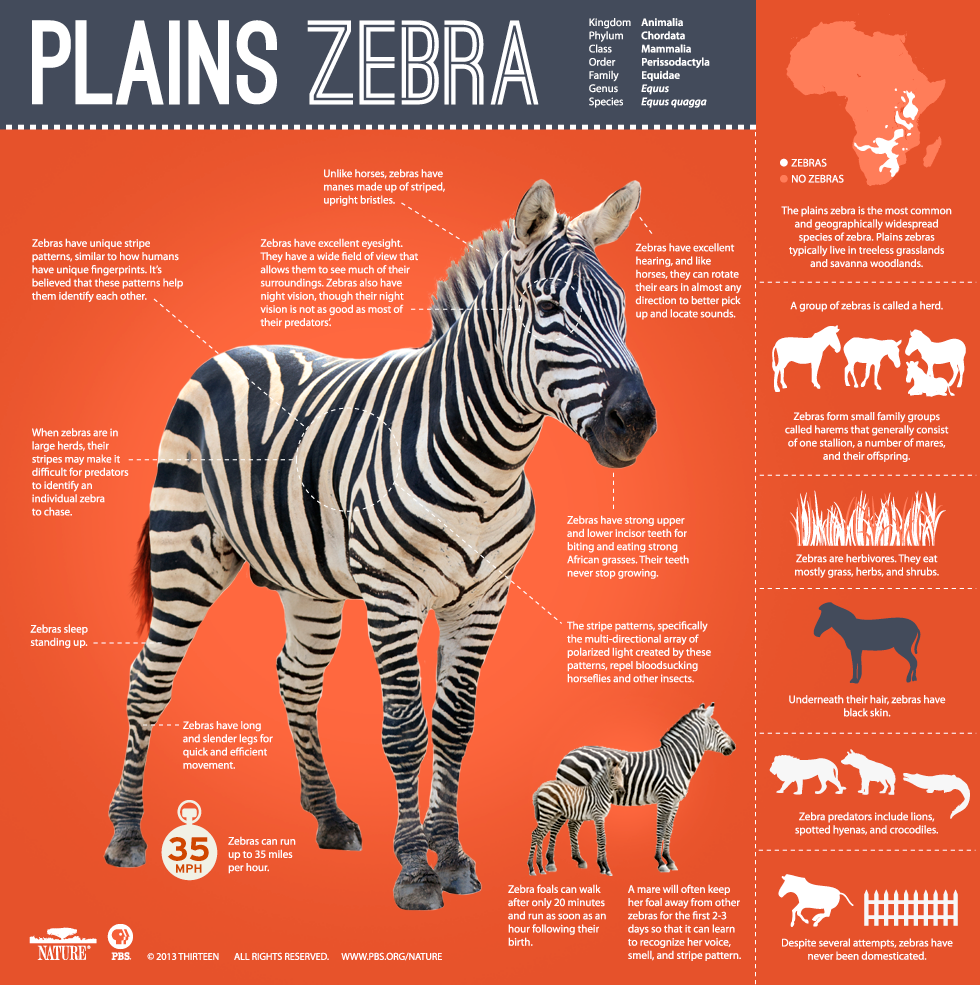 PLAINS ZEBRA
Kingdom Animalia
Phylum Chordata
Class Mammalia
Order Perissodactyla
Family Equidae
Genus Equus
Species Equus quagga
Unlike horses, zebras have
manes made up of striped,
upright bristles.
Zebras have unique stripe
patterns, similar to how humans
have unique fingerprints. It's
believed that these patterns help
them identify each other.
Zebras have excellent eyesight.
They have a wide field of view that
allows them to see much of their
surroundings. Zebras also have
night vision, though their night
vision is not as good as most of
their predators'.
Zebras have excellent
hearing, and like
horses, they can rotate
their ears in almost any
direction to better pick
up and locate sounds.
When zebras are in
large herds, their
stripes may make it
difficult for predators
to identify an
individual zebra
to chase.
Zebras have strong upper
and lower incisor teeth for
biting and eating strong
African grasses. Their teeth
never stop growing.
Zebras sleep
standing up.
The stripe patterns, specifically
the multi-directional array of
polarized light created by these
patterns, repel bloodsucking
horseflies and other insects.
Zebras have long
and slender legs for
quick and efficient
movement.
35
MPH
Zebras can run
up to 35 miles
per hour.
Zebra foals can walk
after only 20 minutes
and run as soon as an
hour following their
birth.
A mare will often keep
her foal away from other
zebras for the first 2-3
days so that it can learn
to recognize her voice,
smell, and stripe pattern.
NATURE®
PBS.
© 2013 THIRTEEN ALL RIGHTS RESERVED. WWW.PBS.ORG/NATURE
ZEBRAS
NO ZEBRAS
The plains zebra is the most common
and geographically widespread
species of zebra. Plains zebras
typically live in treeless grasslands
and savanna woodlands.
A group of zebras is called a herd.
Zebras form small family groups
called harems that generally consist
of one stallion, a number of mares,
and their offspring.
Zebras are herbivores. They eat
mostly grass, herbs, and shrubs.
Underneath their hair, zebras have
black skin.
Zebra predators include lions,
spotted hyenas, and crocodiles.
Despite several attempts, zebras have
never been domesticated.